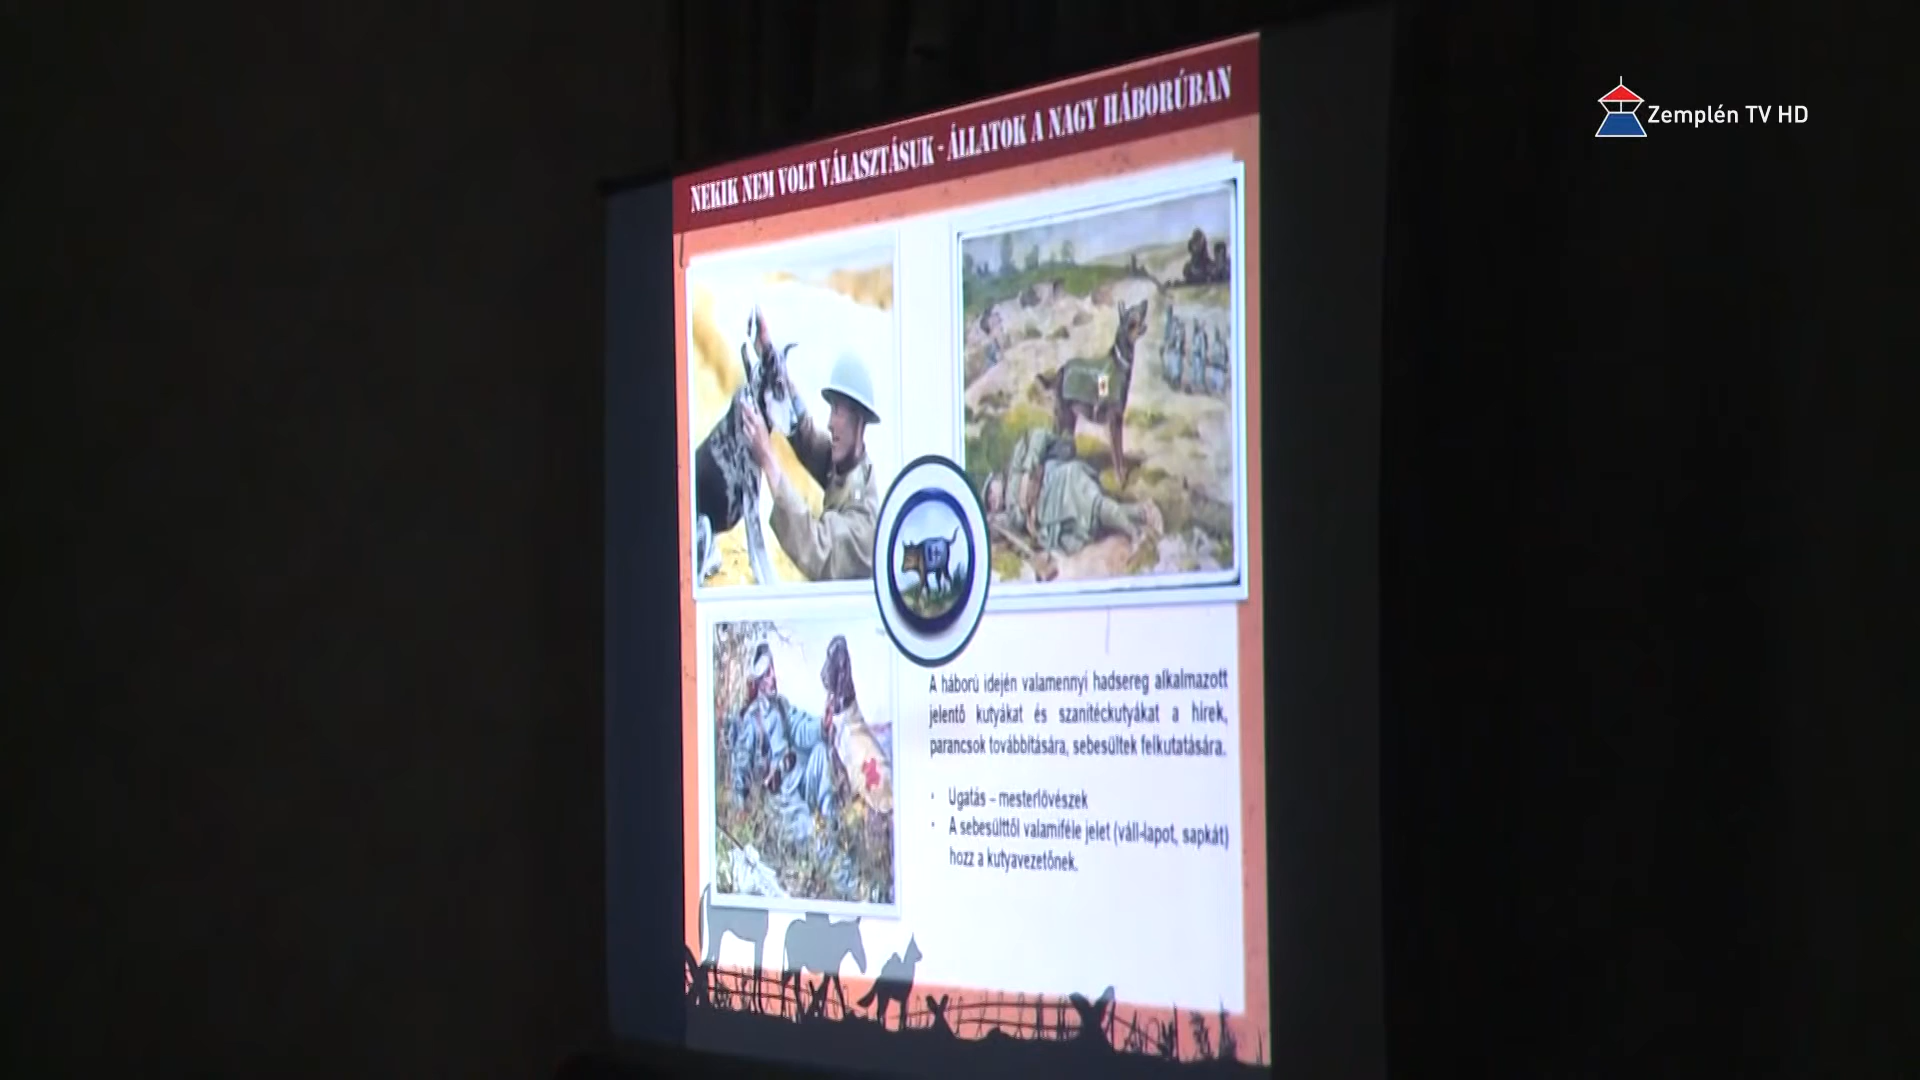 Zemplén TV HD
NEKIK NEM VOLT VÁLASZTÁSUK - ÁLLATOK A NAGY HÁBORÚBAN
A háború idején valamennyi hadsereg alkalmazott
jelentő kutyákat és szanitéckutyákat a hírek,
parancsok továbbítására, sebesültek felkutatására.
• Ugatás – mesterlövészek
• A sebesülttől valamiféle jelet (váll-lapot, sapkát)
hozz a kutyavezetőnek.